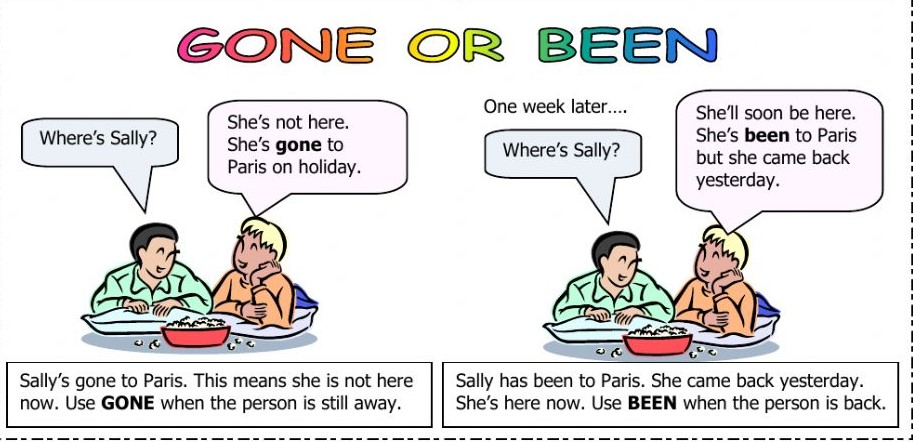 GONE OR BEEN
Where's Sally?
She's not here.
She's gone to
Paris on holiday.
One week later....
Where's Sally?
She'll soon be here.
She's been to Paris
but she came back
yesterday.
Sally's gone to Paris. This means she is not here
now. Use GONE when the person is still away.
Sally has been to Paris. She came back yesterday.
She's here now. Use BEEN when the person is back.